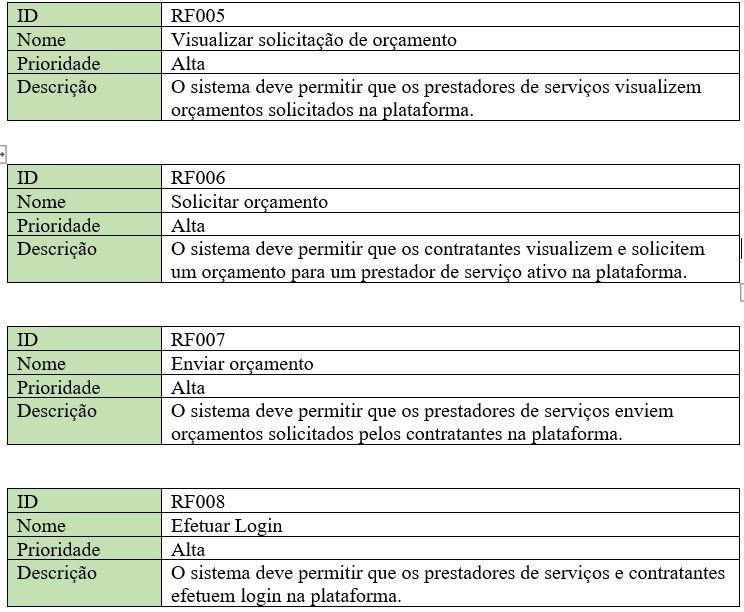 ID RF005
Nome Visualizar solicitação de orçamento
Prioridade Alta
Descrição O sistema deve permitir que os prestadores de serviços visualizem
orçamentos solicitados na plataforma.
ID RF006
Nome Solicitar orçamento
Prioridade Alta
Descrição O sistema deve permitir que os contratantes visualizem e solicitem
um orçamento para um prestador de serviço ativo na plataforma.
ID RF007
Nome Enviar orçamento
Prioridade Alta
Descrição O sistema deve permitir que os prestadores de serviços enviem
orçamentos solicitados pelos contratantes na plataforma.
ID RF008
Nome Efetuar Login
Prioridade Alta
Descrição O sistema deve permitir que os prestadores de serviços e contratantes
efetuem login na plataforma.